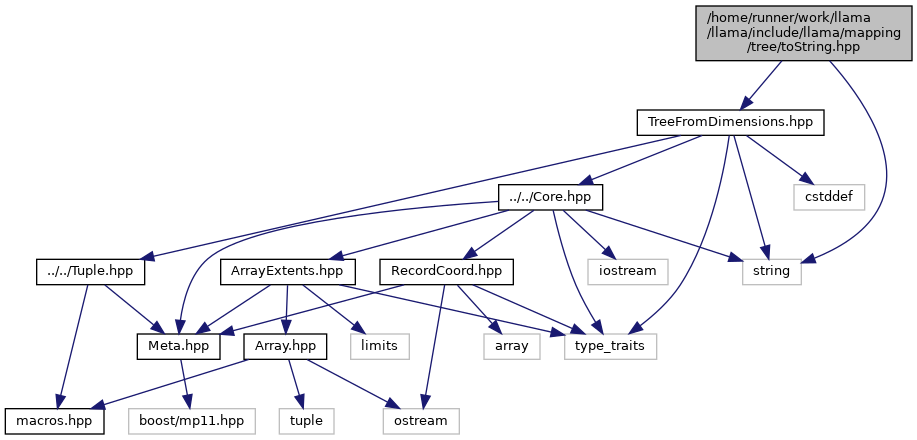 /home/runner/work/llama
/llama/include/llama/mapping
/tree/toString.hpp
TreeFromDimensions.hpp
../../Core.hpp
cstddef
../../Tuple.hpp
ArrayExtents.hpp
RecordCoord.hpp
iostream
string
Meta.hpp
Array.hpp
limits
array
type_traits
macros.hpp
boost/mp11.hpp
tuple
ostream